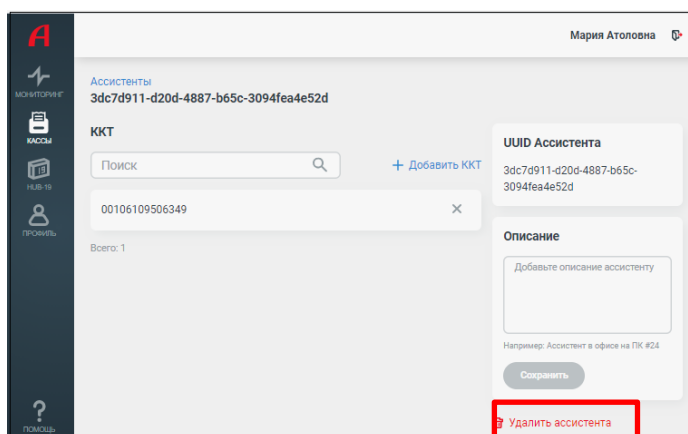 Мария Атоловна
МОНИТОРИНГ
КАССЫ
HUB-19
ПРОФИЛЬ
ПОМОЩЬ
Ассистенты
3dc7d911-d20d-4887-b65c-3094fea4e52d
ККТ
Поиск
+ Добавить ККТ
00106109506349
Всего: 1
UUID Ассистента
3dc7d911-d20d-4887-b65c-
3094fea4e52d
Описание
Добавьте описание ассистенту
Например: Ассистент в офисе на ПК #24
Сохранить
Удалить ассистента